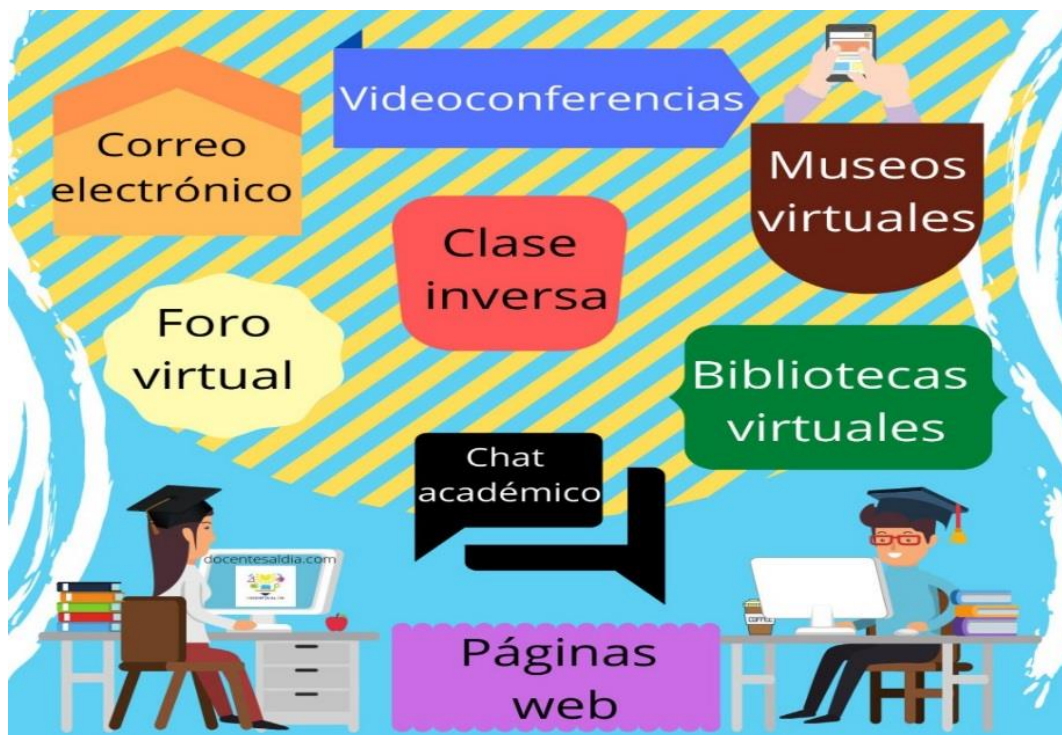 Correo
electrónico
Videoconferencias
Museos
virtuales
Clase
inversa
Foro
virtual
Bibliotecas
virtuales
Chat
académico
docentesaldia.com
Páginas
web